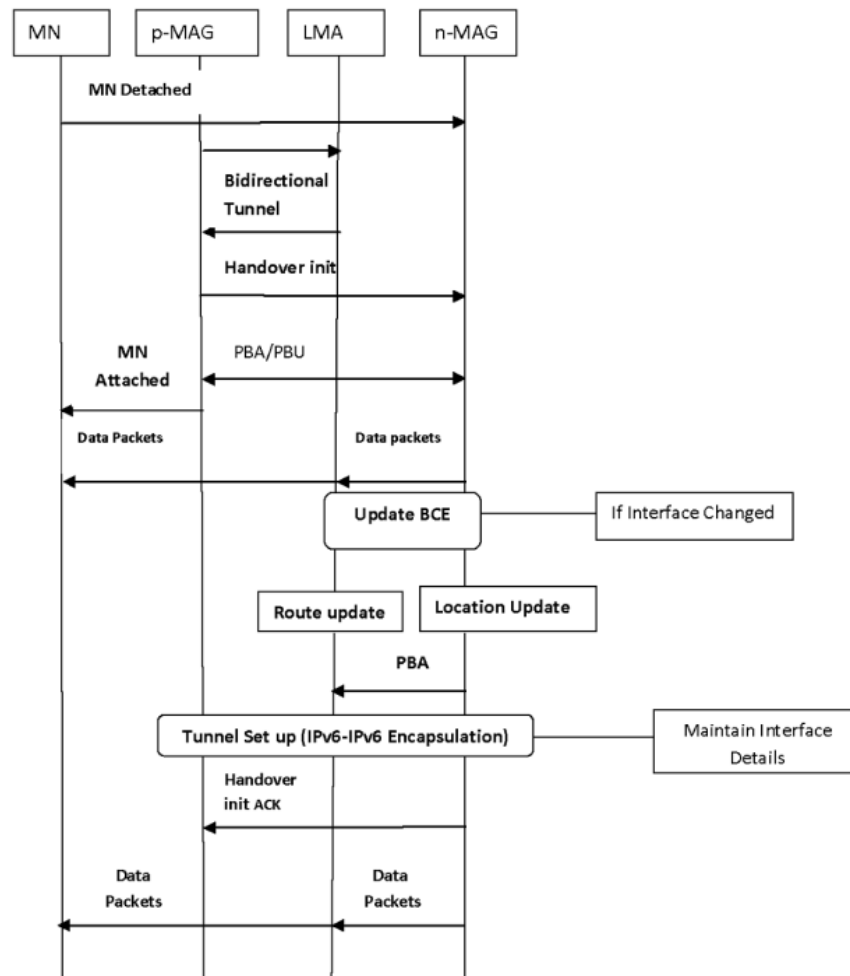 MN
p-MAG
LMA
n-MAG
MN Detached
Bidirectional
Tunnel
Handover init
MN
Attached
PBA/PBU
Data Packets
Data packets
Update BCE
If Interface Changed
Route update
Location Update
PBA
Tunnel Set up (IPv6-IPv6 Encapsulation)
Maintain Interface
Details
Handover
init ACK
Data
Packets
Data
Packets